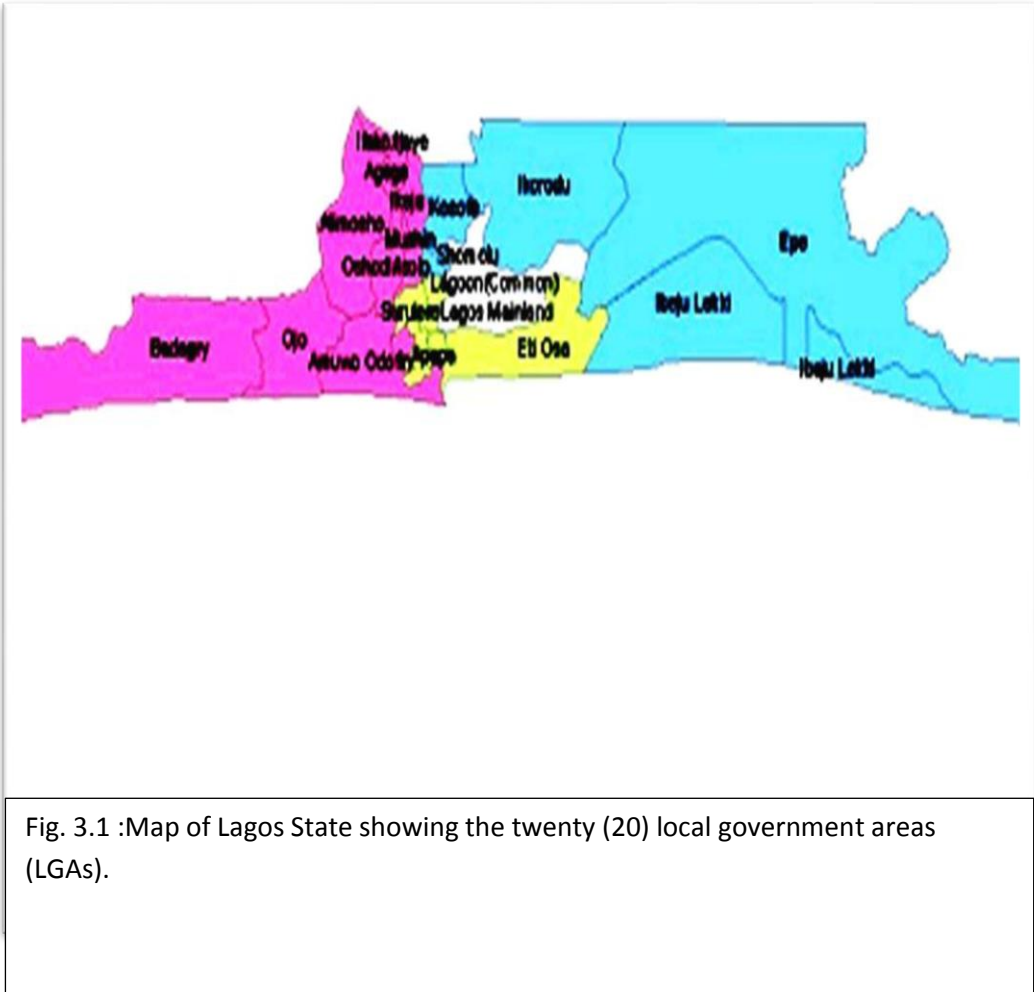 Agege
Ikeja
Kosofe
Ikorodu
Alimosho
Mushin
Shomolu
Epe
Oshodi/Isolo
Lagoon(Common)
Surulere
Lagos Mainland
Ibeju Lekki
Badagry
Ojo
Apapa
Eti Osa
Ibeju Lekki
Fig. 3.1 :Map of Lagos State showing the twenty (20) local government areas
(LGAs).